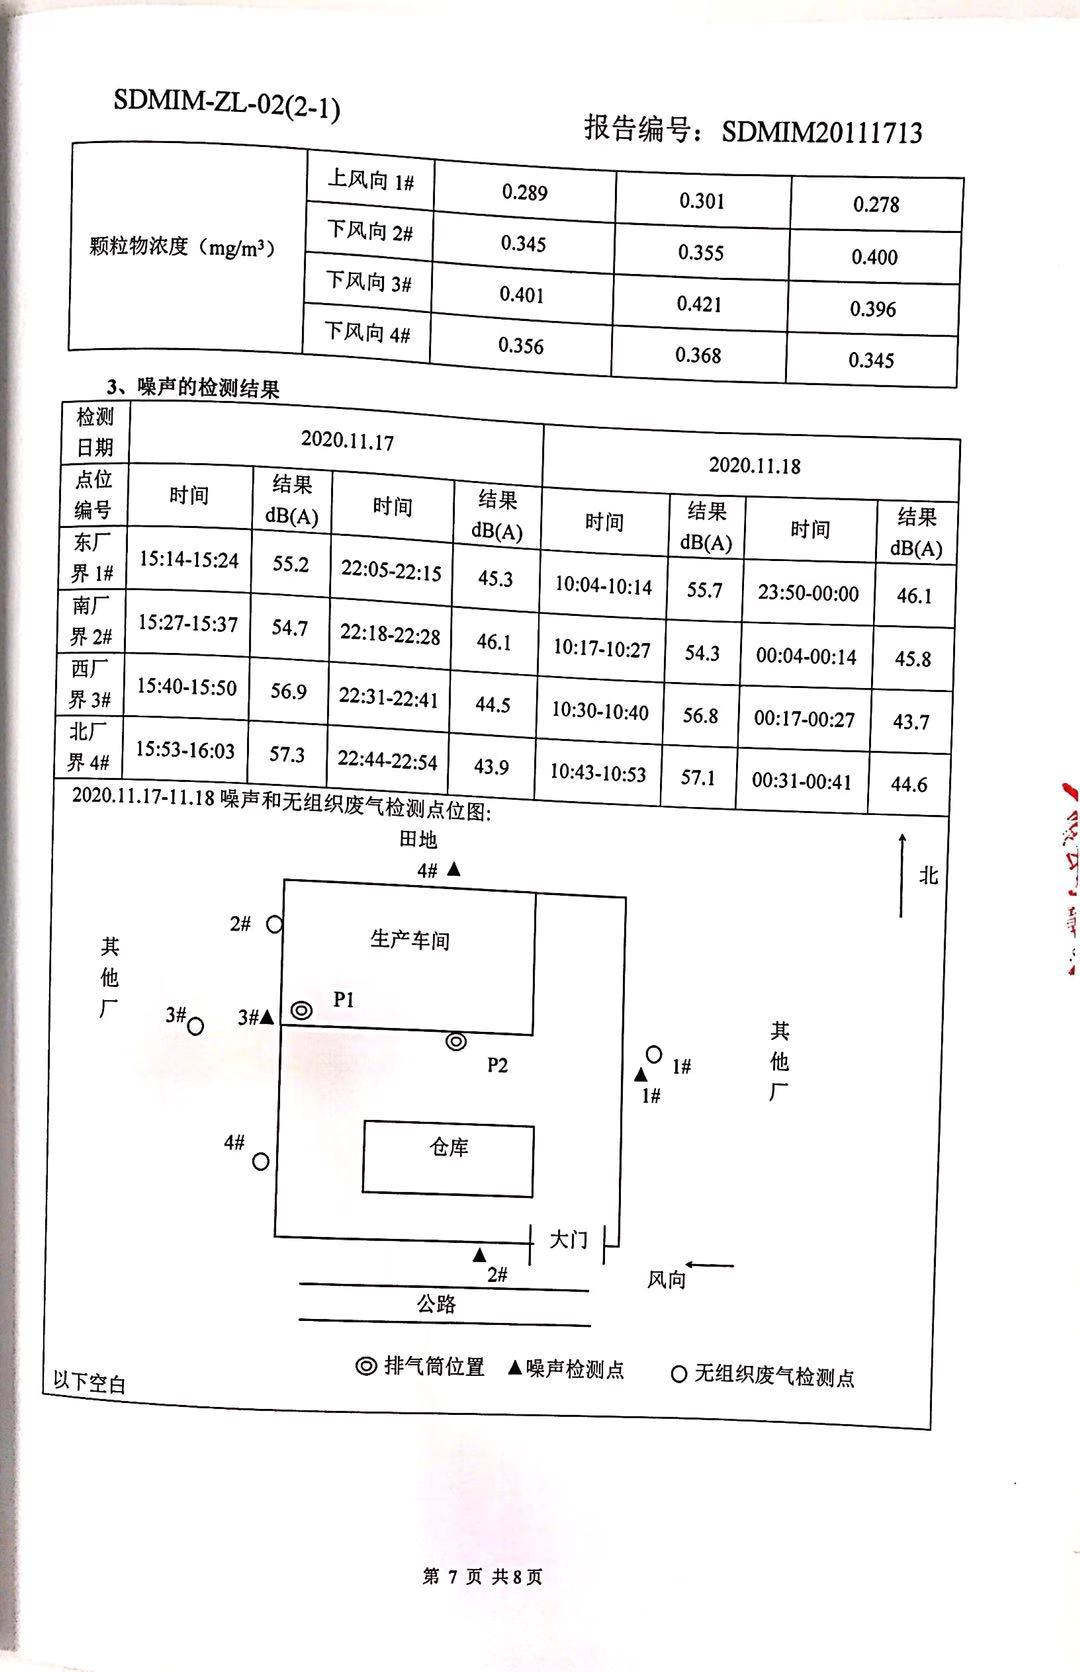 SDMIM-ZL-02(2-1)
报告编号： SDMIM20111713
颗粒物浓度（mg/m³） 上风向 1# 0.289 0.301 0.278
下风向 2# 0.345 0.355 0.400
下风向 3# 0.401 0.421 0.396
下风向 4# 0.356 0.368 0.345
3、噪声的检测结果
检测日期 2020.11.17 2020.11.18
点位编号 时间 结果 dB(A) 时间 结果 dB(A) 时间 结果 dB(A) 时间 结果 dB(A)
东厂界 1# 15:14-15:24 55.2 22:05-22:15 45.3 10:04-10:14 55.7 23:50-00:00 46.1
南厂界 2# 15:27-15:37 54.7 22:18-22:28 46.1 10:17-10:27 54.3 00:04-00:14 45.8
西厂界 3# 15:40-15:50 56.9 22:31-22:41 44.5 10:30-10:40 56.8 00:17-00:27 43.7
北厂界 4# 15:53-16:03 57.3 22:44-22:54 43.9 10:43-10:53 57.1 00:31-00:41 44.6
2020.11.17-11.18 噪声和无组织废气检测点位图:
田地
4# ▲
北
2# ○
生产车间
其他厂
P1
3#○ 3#▲ ◎
其他厂
◎ P2
○ 1#
▲
1#
4# ○
仓库
大门
▲
2#
风向
公路
◎ 排气筒位置 ▲噪声检测点 ○ 无组织废气检测点
以下空白
第 7 页 共 8 页